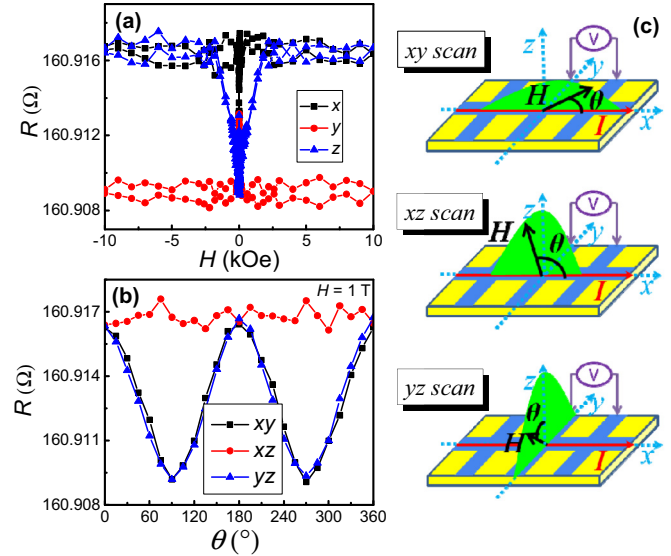 (a)
R (Ω)
160.916
160.912
160.908
x
y
z
-10 -5 0 5 10
H (kOe)
(b)
H = 1 T
R (Ω)
160.917
160.914
160.911
160.908
xy
xz
yz
0 60 120 180 240 300 360
θ (°)
(c)
xy scan
z
V
y
H
θ
I
x
xz scan
z
V
y
H
θ
I
x
yz scan
z
V
y
θ
H
I
x